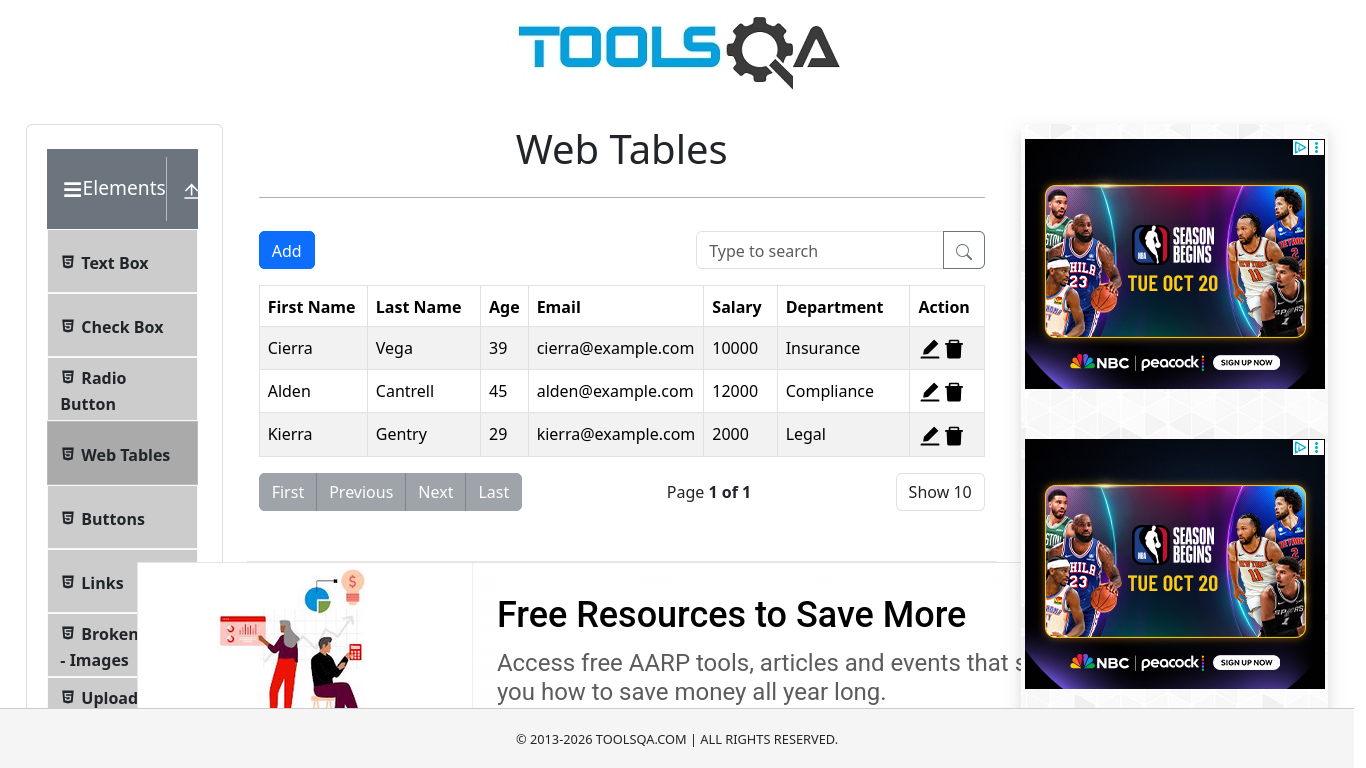 TOOLSQA
Web Tables
Elements
Text Box
Check Box
Radio
Button
Web Tables
Buttons
Links
Broken
- Images
Upload
Add
Type to search
First Name Last Name Age Email Salary Department Action
Cierra Vega 39 cierra@example.com 10000 Insurance
Alden Cantrell 45 alden@example.com 12000 Compliance
Kierra Gentry 29 kierra@example.com 2000 Legal
First Previous Next Last
Page 1 of 1
Show 10
Free Resources to Save More
Access free AARP tools, articles and events that s
you how to save money all year long.
NBA
SEASON
BEGINS
TUE OCT 20
NBC | peacock
SIGN UP NOW
NBA
SEASON
BEGINS
TUE OCT 20
NBC | peacock
SIGN UP NOW
© 2013-2026 TOOLSQA.COM | ALL RIGHTS RESERVED.